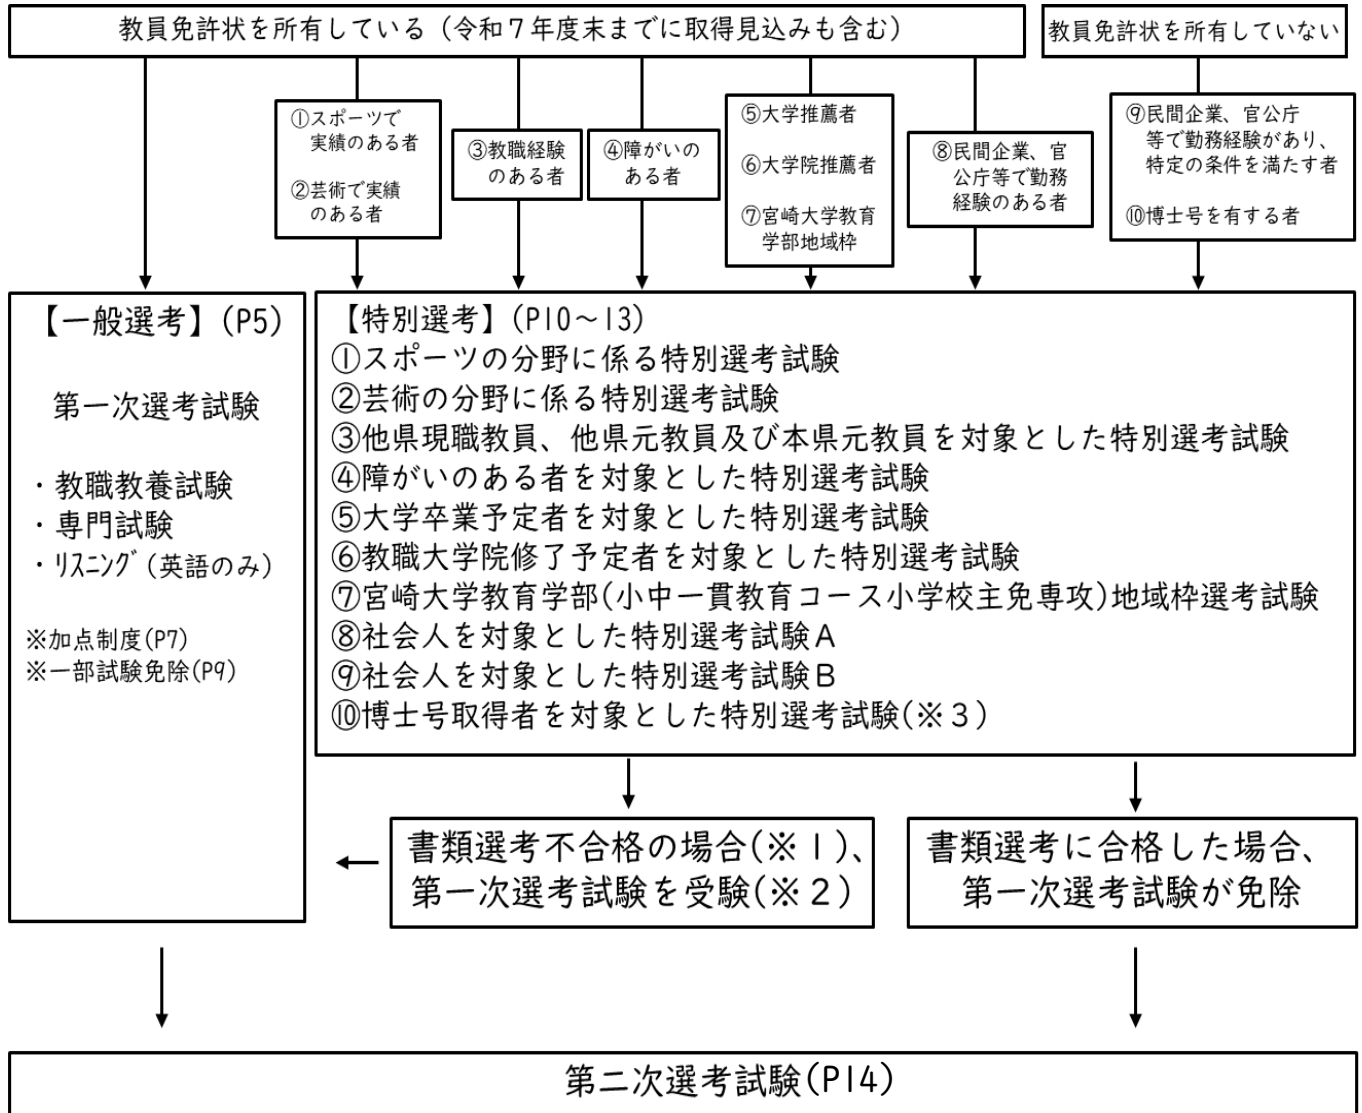 教員免許状を所有している（令和７年度末までに取得見込みも含む）
教員免許状を所有していない
①スポーツで
実績のある者
②芸術で実績
のある者
③教職経験
のある者
④障がいの
ある者
⑤大学推薦者
⑥大学院推薦者
⑦宮崎大学教育
学部地域枠
⑧民間企業、官
公庁等で勤務
経験のある者
⑨民間企業、官公庁
等で勤務経験があり、
特定の条件を満たす者
⑩博士号を有する者
【一般選考】(P5)
第一次選考試験
・教職教養試験
・専門試験
・ﾘｽﾆﾝｸﾞ(英語のみ)
※加点制度(P7)
※一部試験免除(P9)
【特別選考】(P10～13)
①スポーツの分野に係る特別選考試験
②芸術の分野に係る特別選考試験
③他県現職教員、他県元教員及び本県元教員を対象とした特別選考試験
④障がいのある者を対象とした特別選考試験
⑤大学卒業予定者を対象とした特別選考試験
⑥教職大学院修了予定者を対象とした特別選考試験
⑦宮崎大学教育学部(小中一貫教育コース小学校主免専攻)地域枠選考試験
⑧社会人を対象とした特別選考試験Ａ
⑨社会人を対象とした特別選考試験Ｂ
⑩博士号取得者を対象とした特別選考試験(※３)
書類選考不合格の場合(※１)、
第一次選考試験を受験(※２)
書類選考に合格した場合、
第一次選考試験が免除
第二次選考試験(P14)